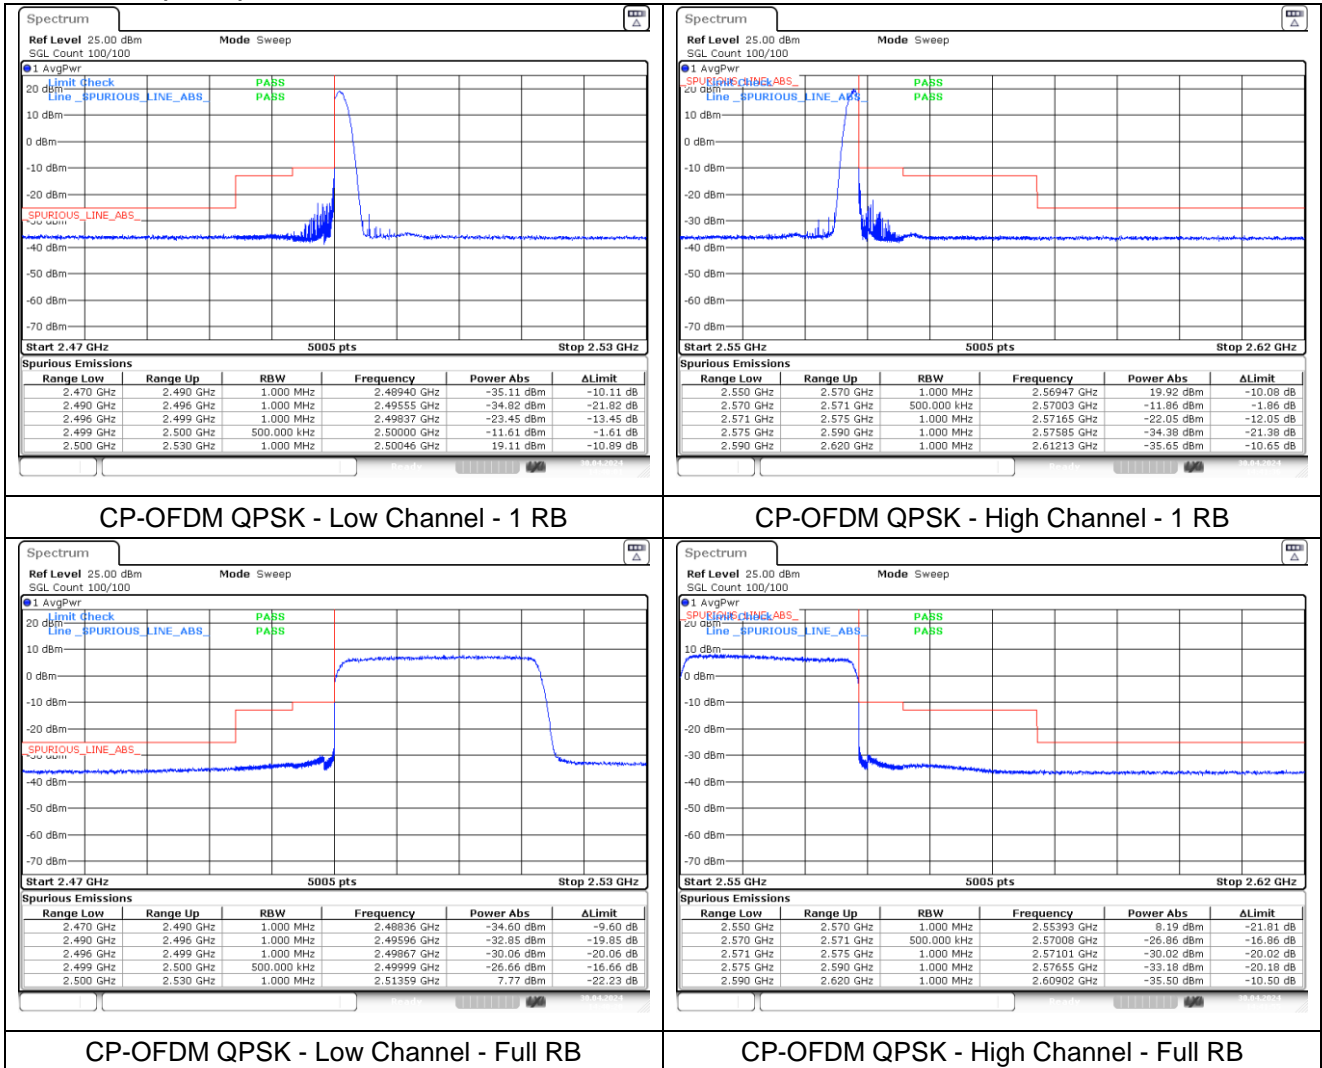 Spectrum
Ref Level 25.00 dBm Mode Sweep
SGL Count 100/100
1 AvgPwr
Limit Check PASS
20 dBm
Line _SPURIOUS_LINE_ABS_ PASS
10 dBm
0 dBm
-10 dBm
-20 dBm
_SPURIOUS_LINE_ABS_
-30 dBm
-40 dBm
-50 dBm
-60 dBm
-70 dBm
Start 2.47 GHz 5005 pts Stop 2.53 GHz
Spurious Emissions
Range Low Range Up RBW Frequency Power Abs ΔLimit
2.470 GHz 2.490 GHz 1.000 MHz 2.48940 GHz -35.11 dBm -10.11 dB
2.490 GHz 2.496 GHz 1.000 MHz 2.49555 GHz -34.82 dBm -21.82 dB
2.496 GHz 2.499 GHz 1.000 MHz 2.49837 GHz -23.45 dBm -13.45 dB
2.499 GHz 2.500 GHz 500.000 kHz 2.50000 GHz -11.61 dBm -1.61 dB
2.500 GHz 2.530 GHz 1.000 MHz 2.50046 GHz 19.11 dBm -10.89 dB
Ready 30.04.2024
CP-OFDM QPSK - Low Channel - 1 RB
Spectrum
Ref Level 25.00 dBm Mode Sweep
SGL Count 100/100
1 AvgPwr
_SPURIOUS_LINE_ABS_
Limit Check PASS
20 dBm
Line _SPURIOUS_LINE_ABS_ PASS
10 dBm
0 dBm
-10 dBm
-20 dBm
-30 dBm
-40 dBm
-50 dBm
-60 dBm
-70 dBm
Start 2.55 GHz 5005 pts Stop 2.62 GHz
Spurious Emissions
Range Low Range Up RBW Frequency Power Abs ΔLimit
2.550 GHz 2.570 GHz 1.000 MHz 2.56947 GHz 19.92 dBm -10.08 dB
2.570 GHz 2.571 GHz 500.000 kHz 2.57003 GHz -11.86 dBm -1.86 dB
2.571 GHz 2.575 GHz 1.000 MHz 2.57165 GHz -22.05 dBm -12.05 dB
2.575 GHz 2.590 GHz 1.000 MHz 2.57585 GHz -34.38 dBm -21.38 dB
2.590 GHz 2.620 GHz 1.000 MHz 2.61213 GHz -35.65 dBm -10.65 dB
Ready 30.04.2024
CP-OFDM QPSK - High Channel - 1 RB
Spectrum
Ref Level 25.00 dBm Mode Sweep
SGL Count 100/100
1 AvgPwr
Limit Check PASS
20 dBm
Line _SPURIOUS_LINE_ABS_ PASS
10 dBm
0 dBm
-10 dBm
-20 dBm
_SPURIOUS_LINE_ABS_
-30 dBm
-40 dBm
-50 dBm
-60 dBm
-70 dBm
Start 2.47 GHz 5005 pts Stop 2.53 GHz
Spurious Emissions
Range Low Range Up RBW Frequency Power Abs ΔLimit
2.470 GHz 2.490 GHz 1.000 MHz 2.48836 GHz -34.60 dBm -9.60 dB
2.490 GHz 2.496 GHz 1.000 MHz 2.49596 GHz -32.85 dBm -19.85 dB
2.496 GHz 2.499 GHz 1.000 MHz 2.49867 GHz -30.06 dBm -20.06 dB
2.499 GHz 2.500 GHz 500.000 kHz 2.49999 GHz -26.66 dBm -16.66 dB
2.500 GHz 2.530 GHz 1.000 MHz 2.51359 GHz 7.77 dBm -22.23 dB
Ready 30.04.2024
CP-OFDM QPSK - Low Channel - Full RB
Spectrum
Ref Level 25.00 dBm Mode Sweep
SGL Count 100/100
1 AvgPwr
_SPURIOUS_LINE_ABS_
Limit Check PASS
20 dBm
Line _SPURIOUS_LINE_ABS_ PASS
10 dBm
0 dBm
-10 dBm
-20 dBm
-30 dBm
-40 dBm
-50 dBm
-60 dBm
-70 dBm
Start 2.55 GHz 5005 pts Stop 2.62 GHz
Spurious Emissions
Range Low Range Up RBW Frequency Power Abs ΔLimit
2.550 GHz 2.570 GHz 1.000 MHz 2.55393 GHz 8.19 dBm -21.81 dB
2.570 GHz 2.571 GHz 500.000 kHz 2.57008 GHz -26.86 dBm -16.86 dB
2.571 GHz 2.575 GHz 1.000 MHz 2.57101 GHz -30.02 dBm -20.02 dB
2.575 GHz 2.590 GHz 1.000 MHz 2.57655 GHz -33.18 dBm -20.18 dB
2.590 GHz 2.620 GHz 1.000 MHz 2.60902 GHz -35.50 dBm -10.50 dB
Ready 30.04.2024
CP-OFDM QPSK - High Channel - Full RB